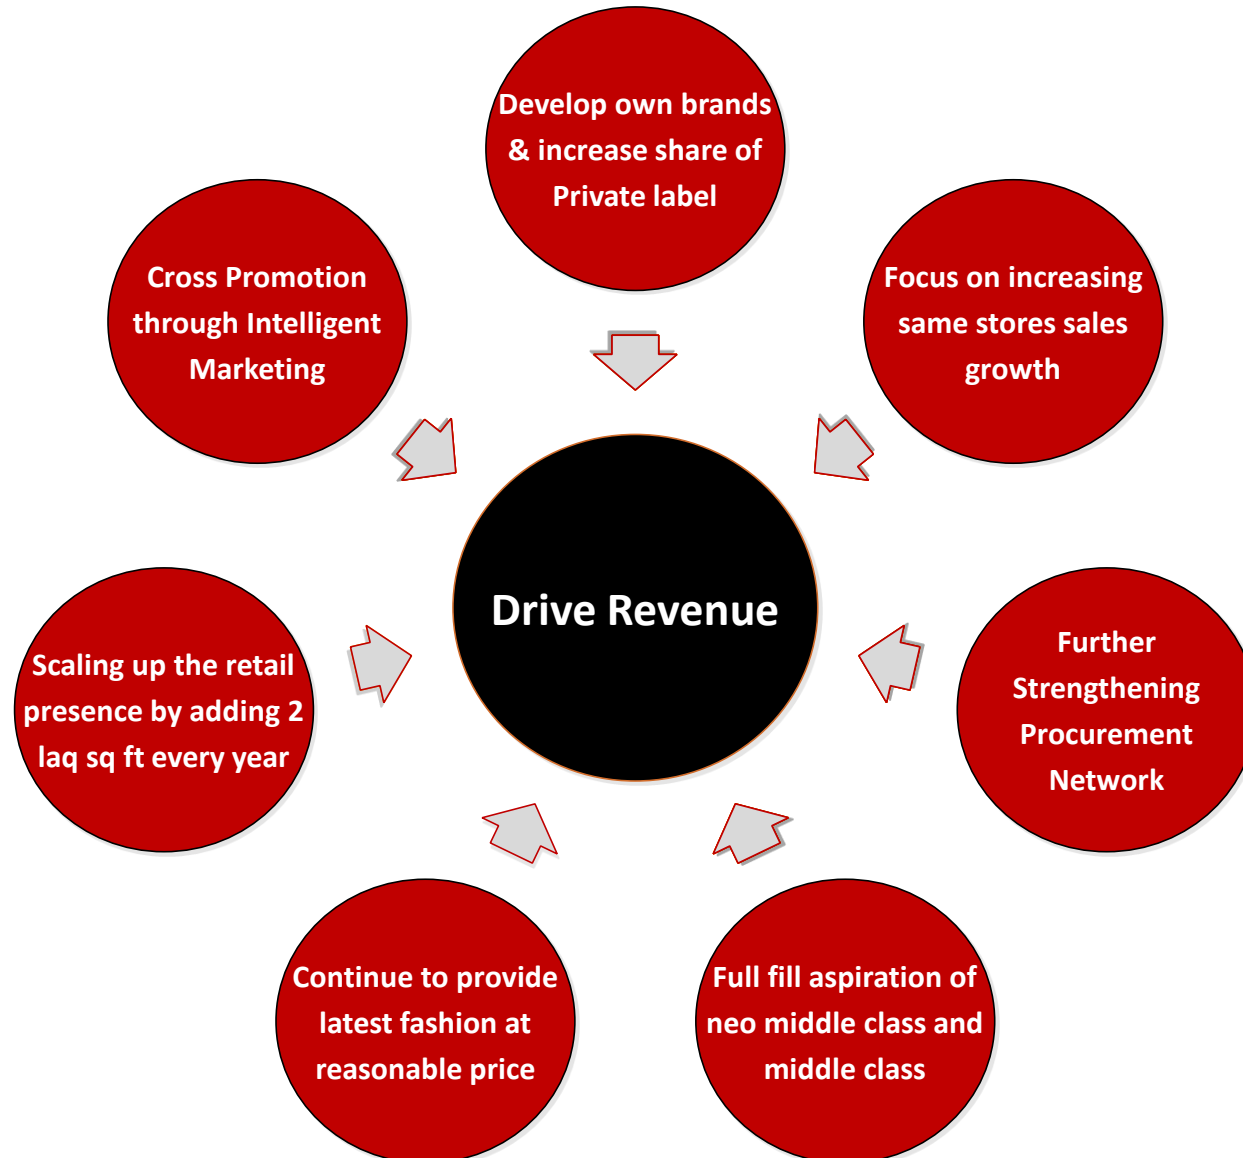 Develop own brands
& increase share of
Private label
Cross Promotion
through Intelligent
Marketing
Focus on increasing
same stores sales
growth
Drive Revenue
Scaling up the retail
presence by adding 2
laq sq ft every year
Further
Strengthening
Procurement
Network
Continue to provide
latest fashion at
reasonable price
Full fill aspiration of
neo middle class and
middle class